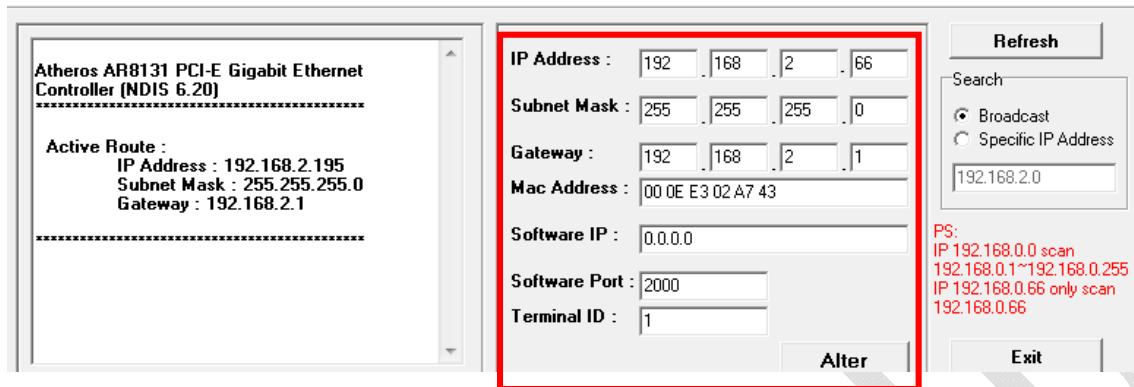 Atheros AR8131 PCI-E Gigabit Ethernet
Controller (NDIS 6.20)
*********************************************
Active Route :
IP Address : 192.168.2.195
Subnet Mask : 255.255.255.0
Gateway : 192.168.2.1
*********************************************
IP Address : 192 . 168 . 2 . 66
Subnet Mask : 255 . 255 . 255 . 0
Gateway : 192 . 168 . 2 . 1
Mac Address : 00 0E E3 02 A7 43
Software IP : 0.0.0.0
Software Port : 2000
Terminal ID : 1
Alter
Refresh
Search
Broadcast
Specific IP Address
192.168.2.0
PS:
IP 192.168.0.0 scan
192.168.0.1~192.168.0.255
IP 192.168.0.66 only scan
192.168.0.66
Exit